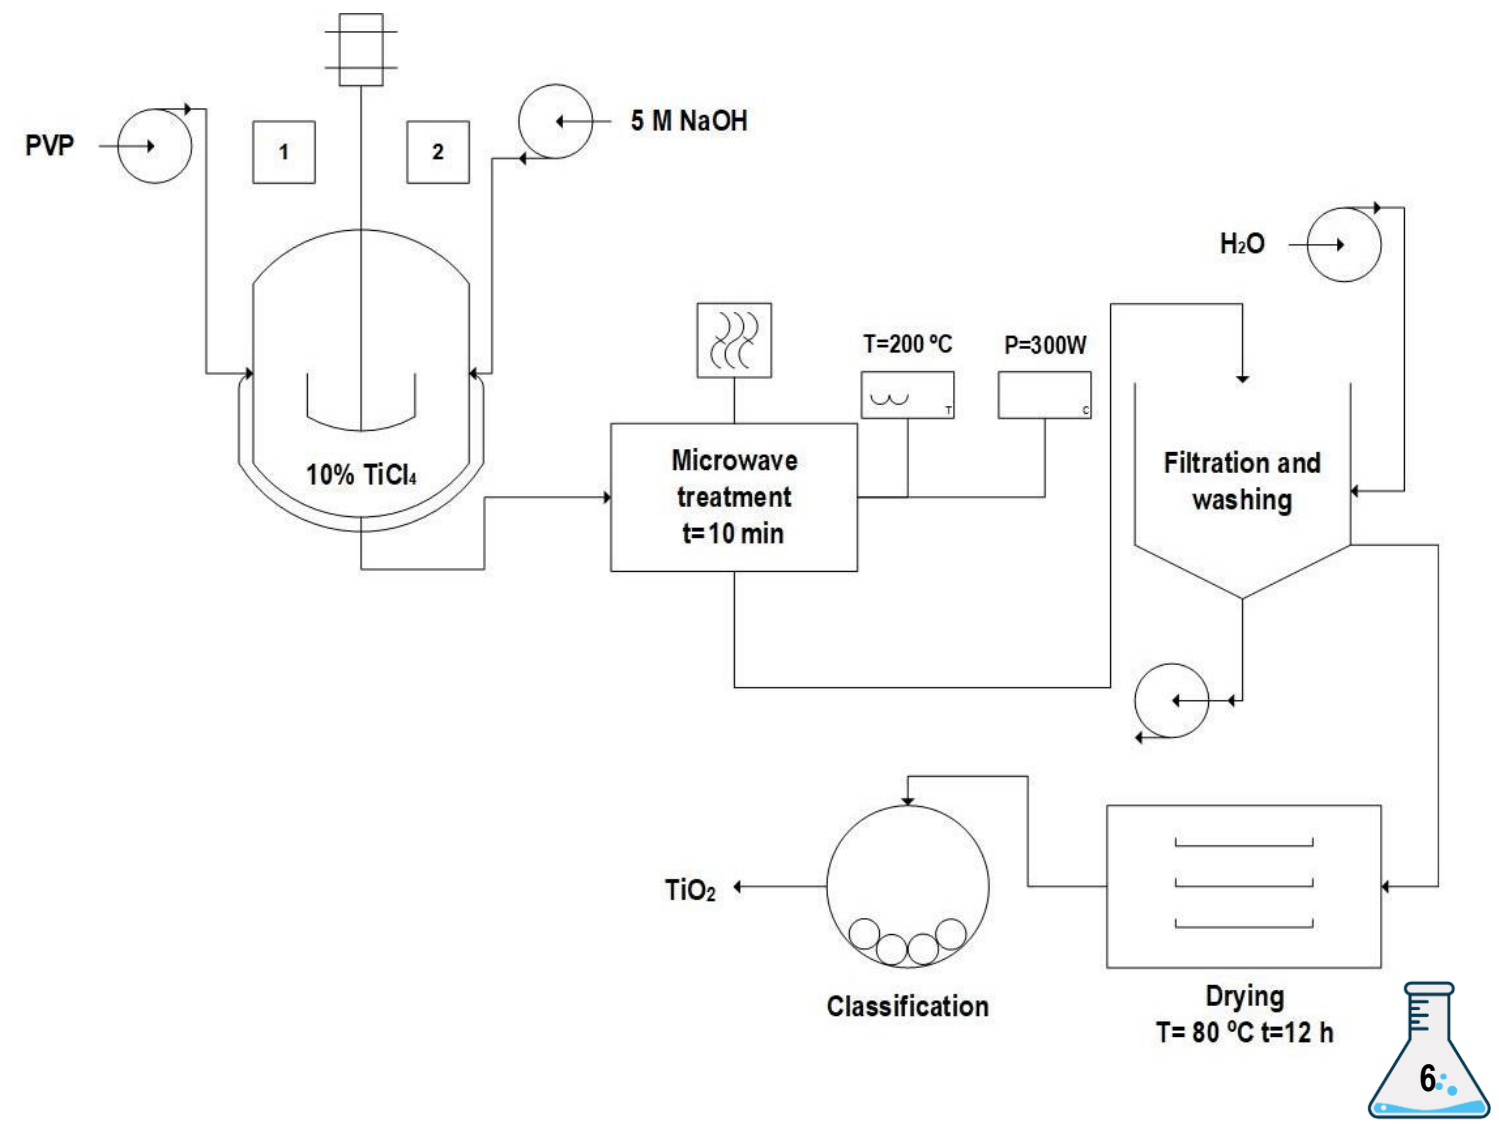 PVP
1
2
5 M NaOH
10% TiCl₄
H₂O
T=200 ºC
P=300W
T
C
Microwave
treatment
t=10 min
Filtration and
washing
TiO₂
Classification
Drying
T= 80 ºC t=12 h
6